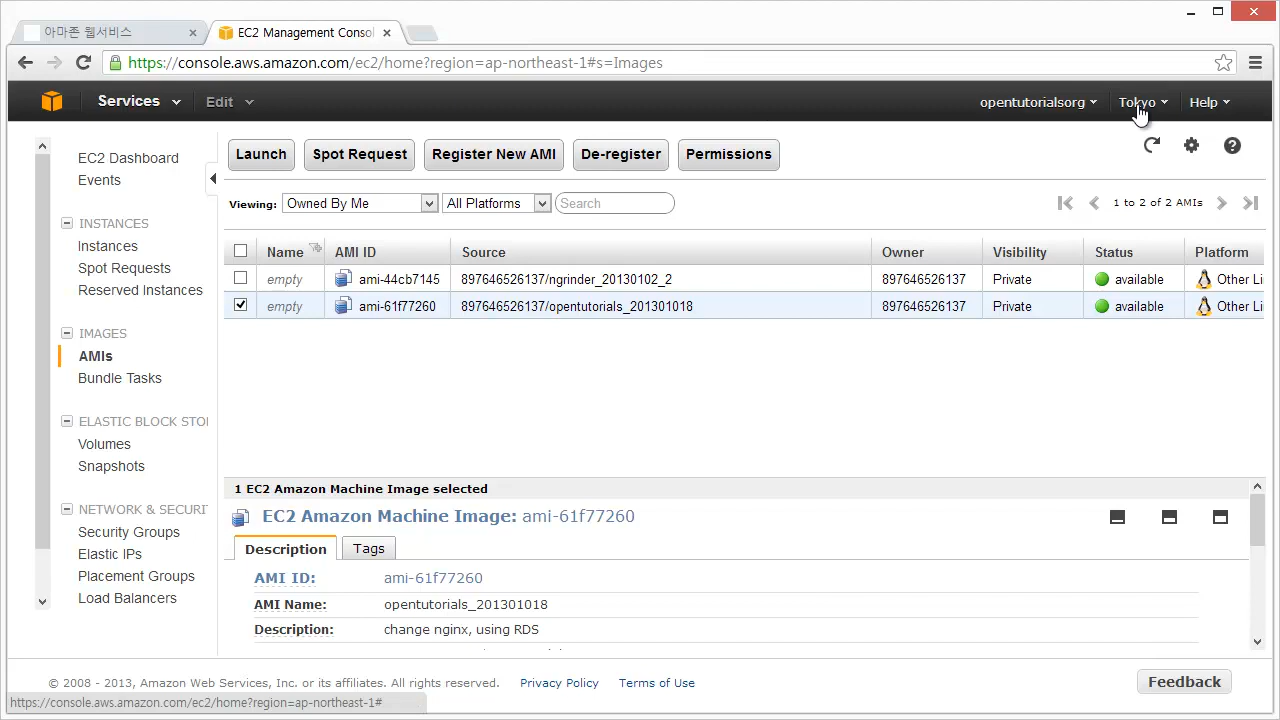 아마존 웹서비스
EC2 Management Consol
https://console.aws.amazon.com/ec2/home?region=ap-northeast-1#s=Images
Services Edit opentutorialsorg Tokyo Help
EC2 Dashboard
Events
INSTANCES
Instances
Spot Requests
Reserved Instances
IMAGES
AMIs
Bundle Tasks
ELASTIC BLOCK STO
Volumes
Snapshots
NETWORK & SECURIT
Security Groups
Elastic IPs
Placement Groups
Load Balancers
Launch Spot Request Register New AMI De-register Permissions
Viewing: Owned By Me All Platforms Search 1 to 2 of 2 AMIs
Name AMI ID Source Owner Visibility Status Platform
empty ami-44cb7145 897646526137/ngrinder_20130102_2 897646526137 Private available Other Li
empty ami-61f77260 897646526137/opentutorials_201301018 897646526137 Private available Other Li
1 EC2 Amazon Machine Image selected
EC2 Amazon Machine Image: ami-61f77260
Description Tags
AMI ID: ami-61f77260
AMI Name: opentutorials_201301018
Description: change nginx, using RDS
© 2008 - 2013, Amazon Web Services, Inc. or its affiliates. All rights reserved. Privacy Policy Terms of Use Feedback
https://console.aws.amazon.com/ec2/home?region=ap-northeast-1#